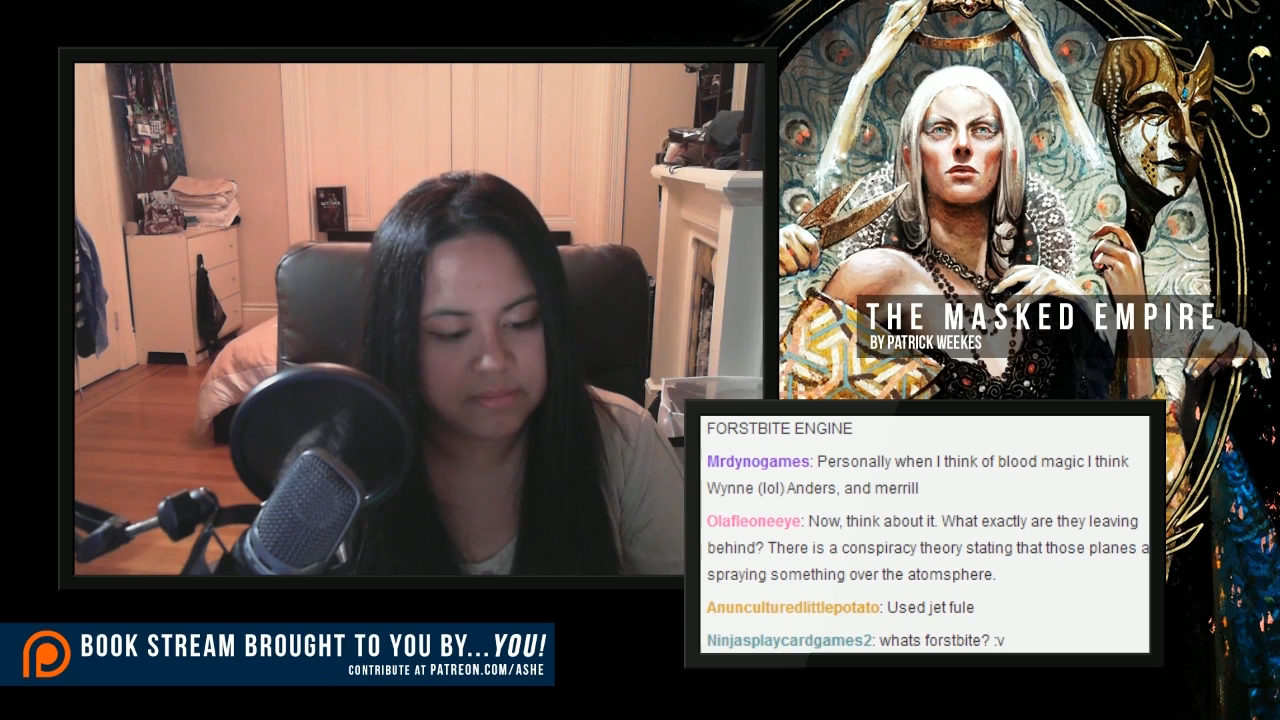 THE MASKED EMPIRE
BY PATRICK WEEKES
FORSTBITE ENGINE
Mrdynogames: Personally when I think of blood magic I think
Wynne (lol) Anders, and merrill
Olafleoneeye: Now, think about it. What exactly are they leaving
behind? There is a conspiracy theory stating that those planes a
spraying something over the atomsphere.
Anunculturedlittlepotato: Used jet fule
Ninjasplaycardgames2: whats forstbite? :v
BOOK STREAM BROUGHT TO YOU BY...YOU!
CONTRIBUTE AT PATREON.COM/ASHE